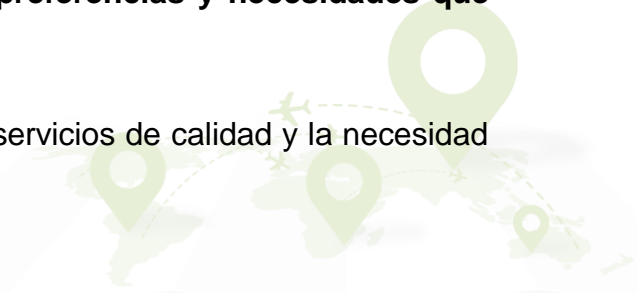 preferencias y necesidades que
servicios de calidad y la necesidad